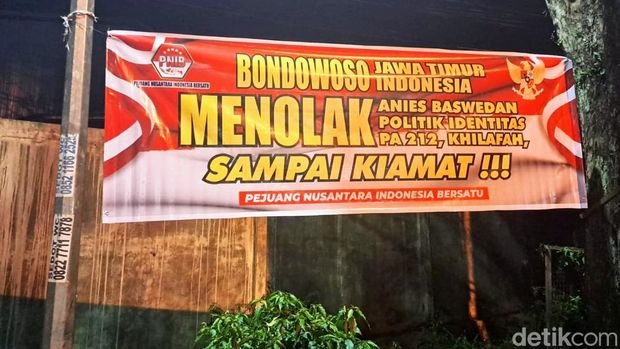 PNIB
PEJUANG NUSANTARA INDONESIA BERSATU
BONDOWOSO JAWA TIMUR
INDONESIA
MENOLAK ANIES BASWEDAN
POLITIK IDENTITAS
PA 212, KHILAFAH,
SAMPAI KIAMAT !!!
PEJUANG NUSANTARA INDONESIA BERSATU
0822 7711 7878
detikcom